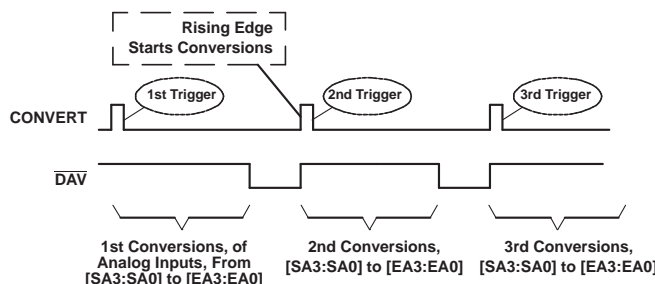 Rising Edge
Starts Conversions
1st Trigger
2nd Trigger
3rd Trigger
CONVERT
DAV
1st Conversions, of
Analog Inputs, From
[SA3:SA0] to [EA3:EA0]
2nd Conversions,
[SA3:SA0] to [EA3:EA0]
3rd Conversions,
[SA3:SA0] to [EA3:EA0]